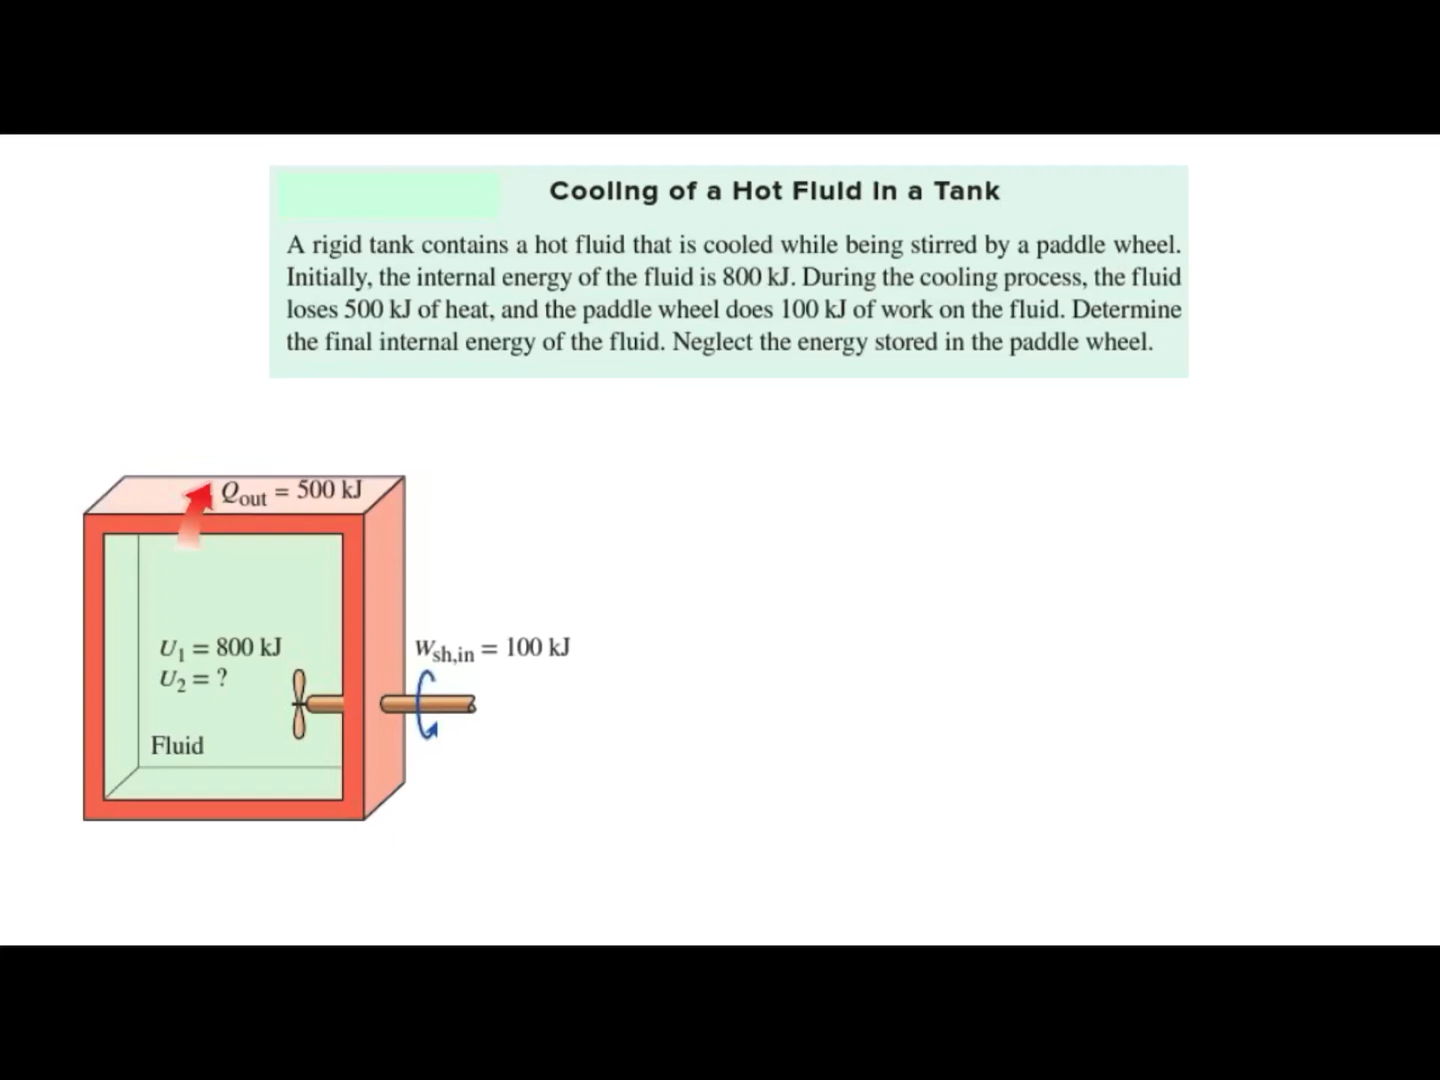 Cooling of a Hot Fluid in a Tank
A rigid tank contains a hot fluid that is cooled while being stirred by a paddle wheel.
Initially, the internal energy of the fluid is 800 kJ. During the cooling process, the fluid
loses 500 kJ of heat, and the paddle wheel does 100 kJ of work on the fluid. Determine
the final internal energy of the fluid. Neglect the energy stored in the paddle wheel.
Qout = 500 kJ
U1 = 800 kJ
U2 = ?
Fluid
Wsh,in = 100 kJ